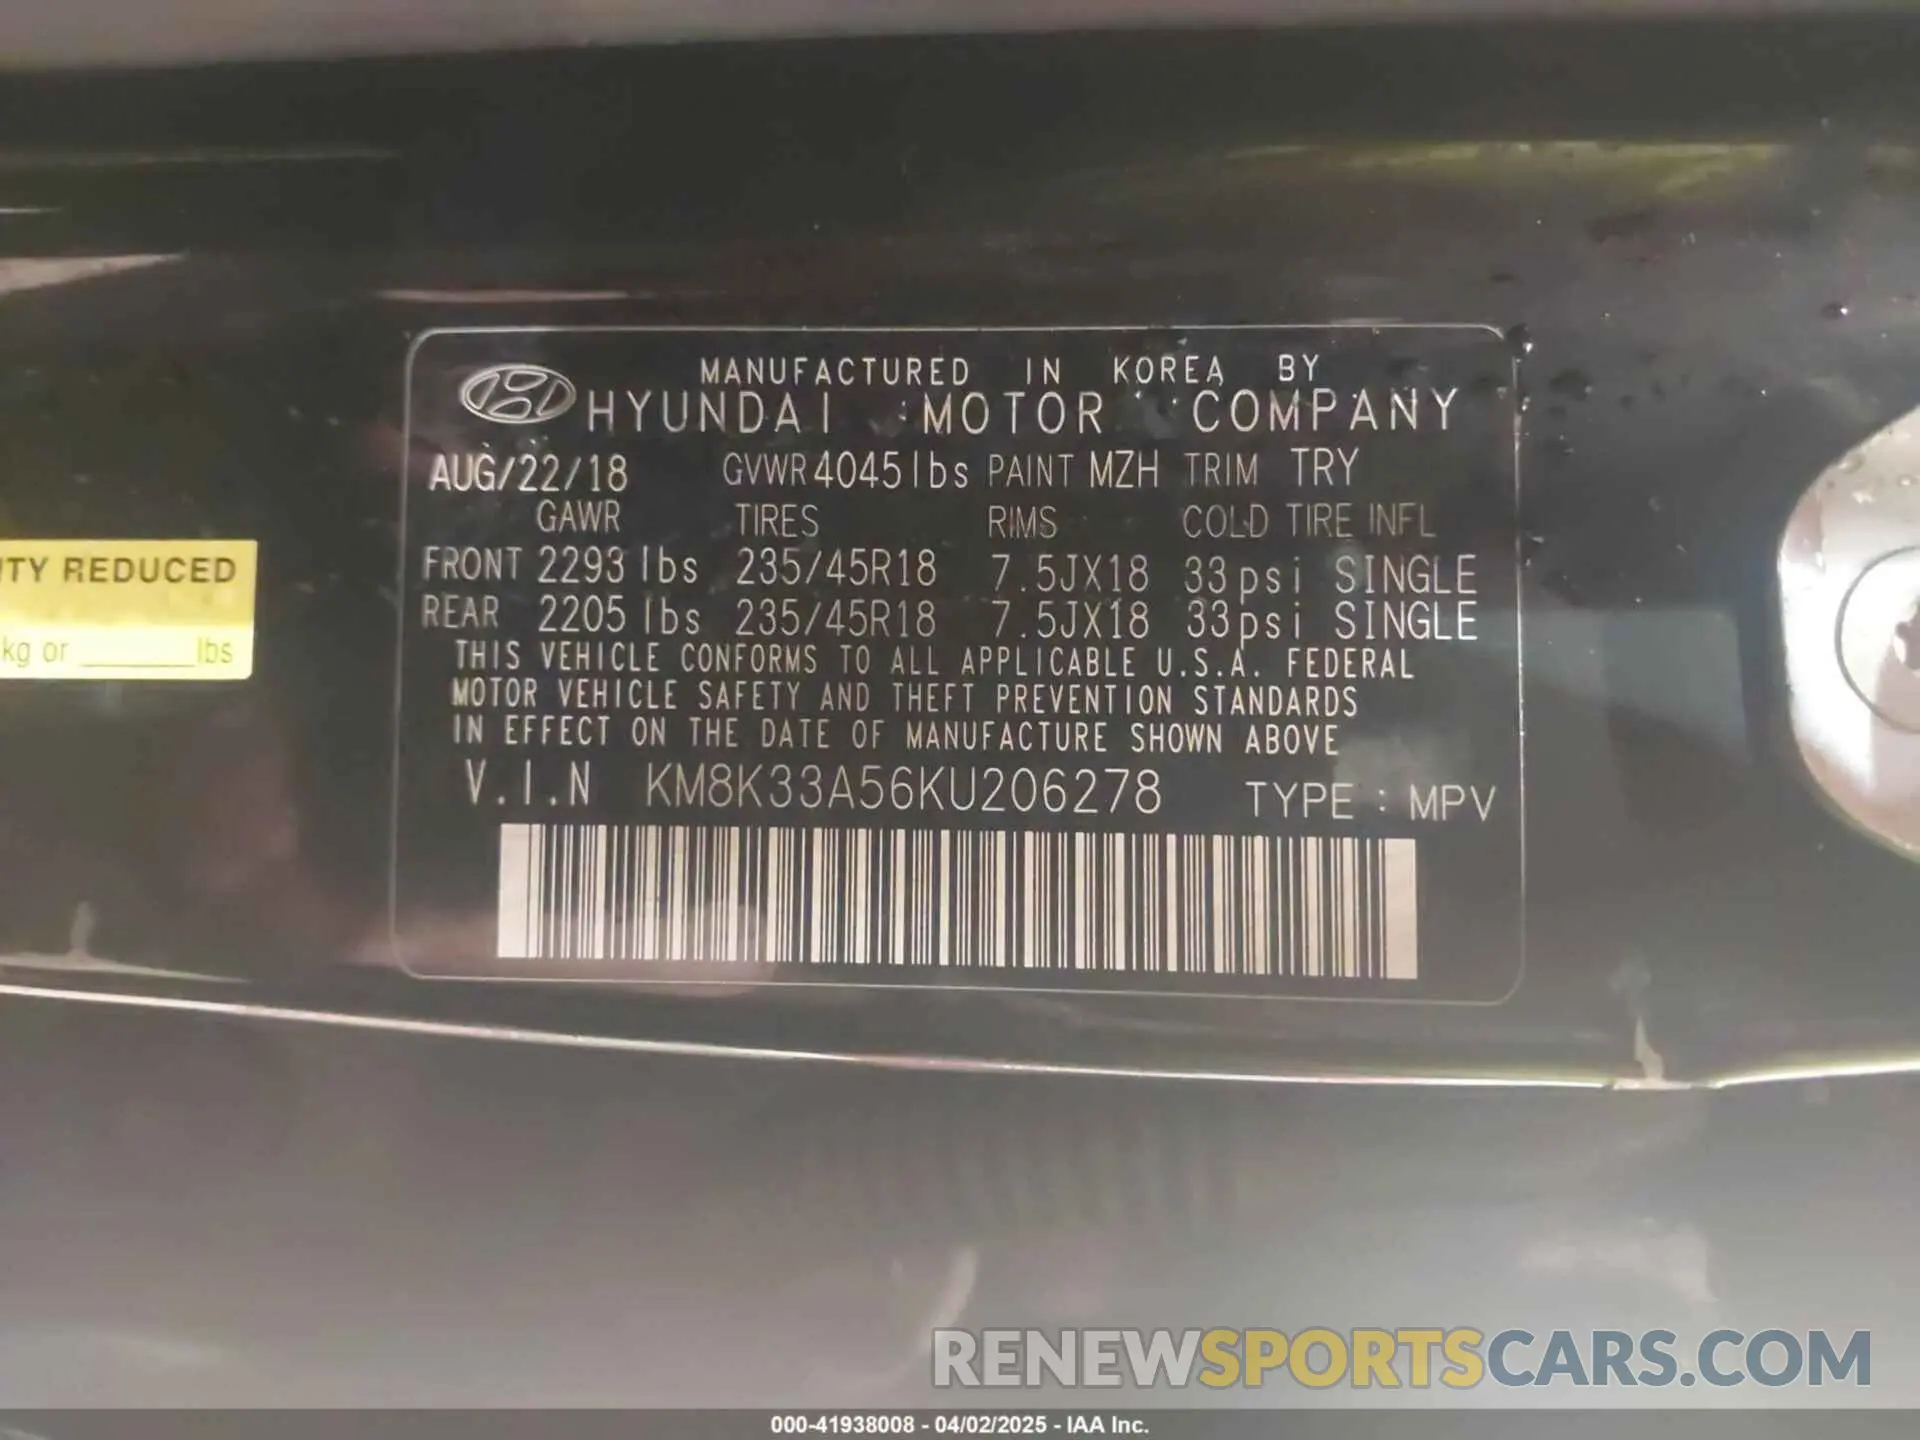 MANUFACTURED IN KOREA BY
HYUNDAI MOTOR COMPANY
AUG/22/18 GVWR 4045lbs PAINT MZH TRIM TRY
GAWR TIRES RIMS COLD TIRE INFL
FRONT 2293 lbs 235/45R18 7.5JX18 33psi SINGLE
REAR 2205 lbs 235/45R18 7.5JX18 33psi SINGLE
THIS VEHICLE CONFORMS TO ALL APPLICABLE U.S.A. FEDERAL
MOTOR VEHICLE SAFETY AND THEFT PREVENTION STANDARDS
IN EFFECT ON THE DATE OF MANUFACTURE SHOWN ABOVE
V.I.N KM8K33A56KU206278 TYPE : MPV
ITY REDUCED
kg or ______ lbs
RENEWSPORTSCARS.COM
000-41938008 - 04/02/2025 - IAA Inc.